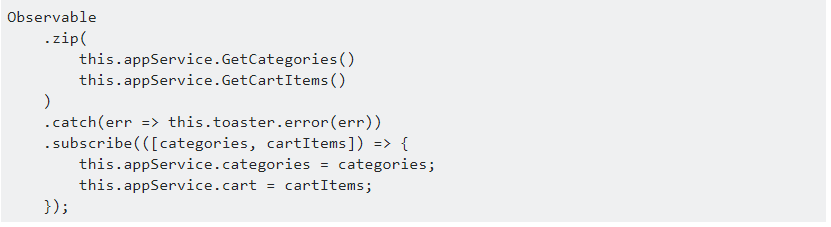 Observable
    .zip(
        this.appService.GetCategories()
        this.appService.GetCartItems()
    )
    .catch(err => this.toaster.error(err))
    .subscribe(([categories, cartItems]) => {
        this.appService.categories = categories;
        this.appService.cart = cartItems;
    });